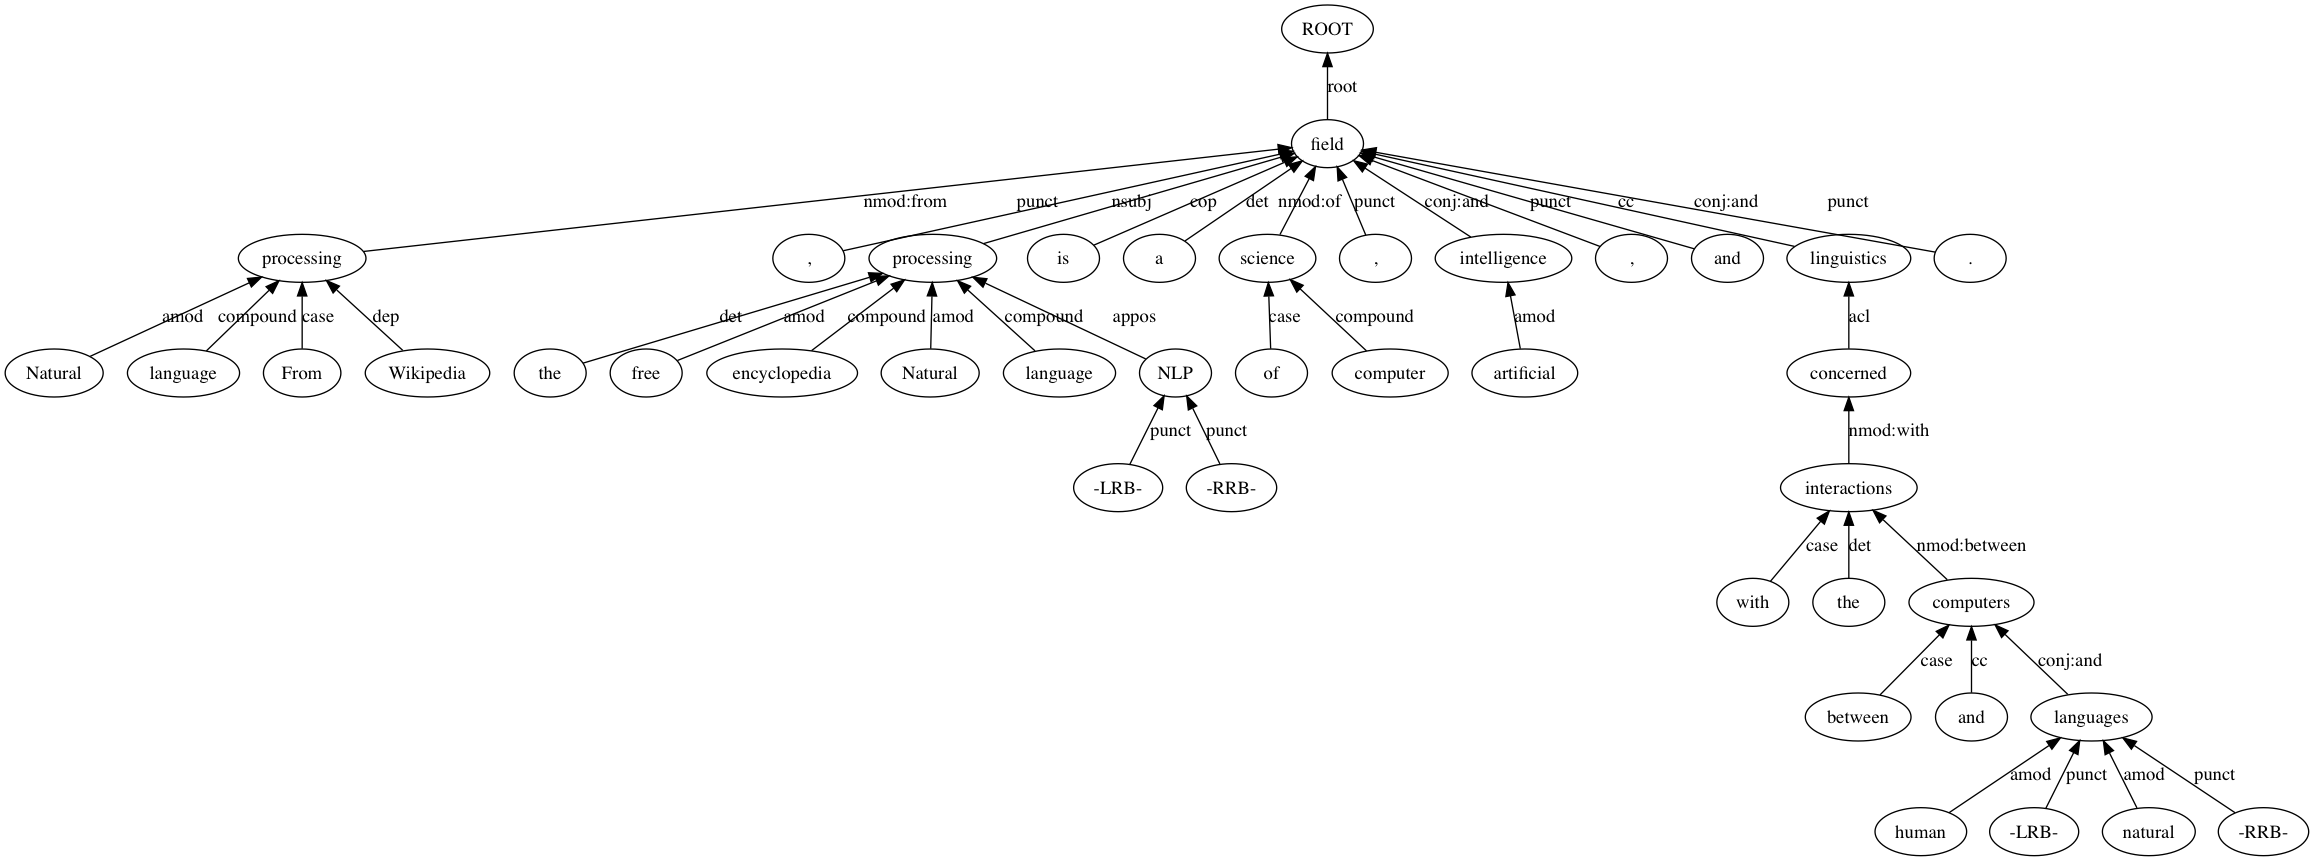 ROOT
root
field
nmod:from punct nsubj cop det nmod:of punct conj:and punct cc conj:and punct
processing , processing is a science , intelligence , and linguistics .
amod compound case dep det amod compound amod compound appos case compound amod acl
Natural language From Wikipedia the free encyclopedia Natural language NLP of computer artificial concerned
punct punct nmod:with
-LRB- -RRB- interactions
case det nmod:between
with the computers
case cc conj:and
between and languages
amod punct amod punct
human -LRB- natural -RRB-